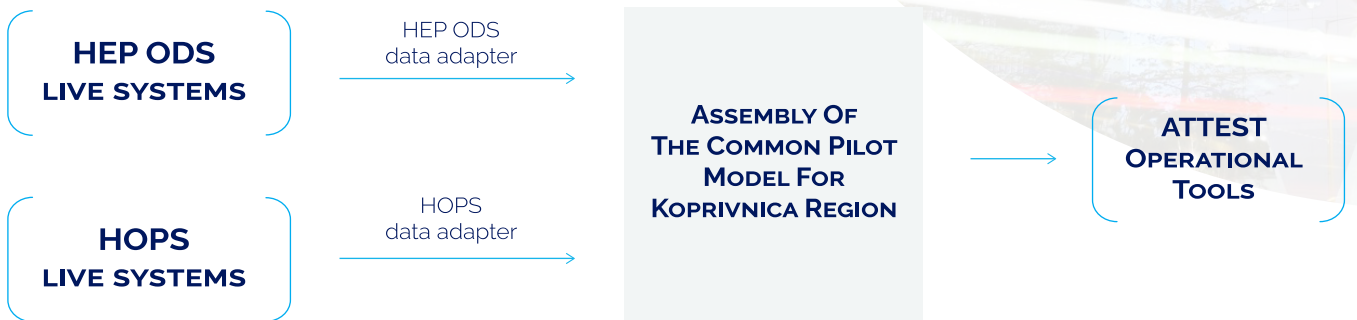 HEP ODS
LIVE SYSTEMS
HEP ODS
data adapter
HOPS
LIVE SYSTEMS
HOPS
data adapter
ASSEMBLY OF
THE COMMON PILOT
MODEL FOR
KOPRIVNICA REGION
ATTEST
OPERATIONAL
TOOLS